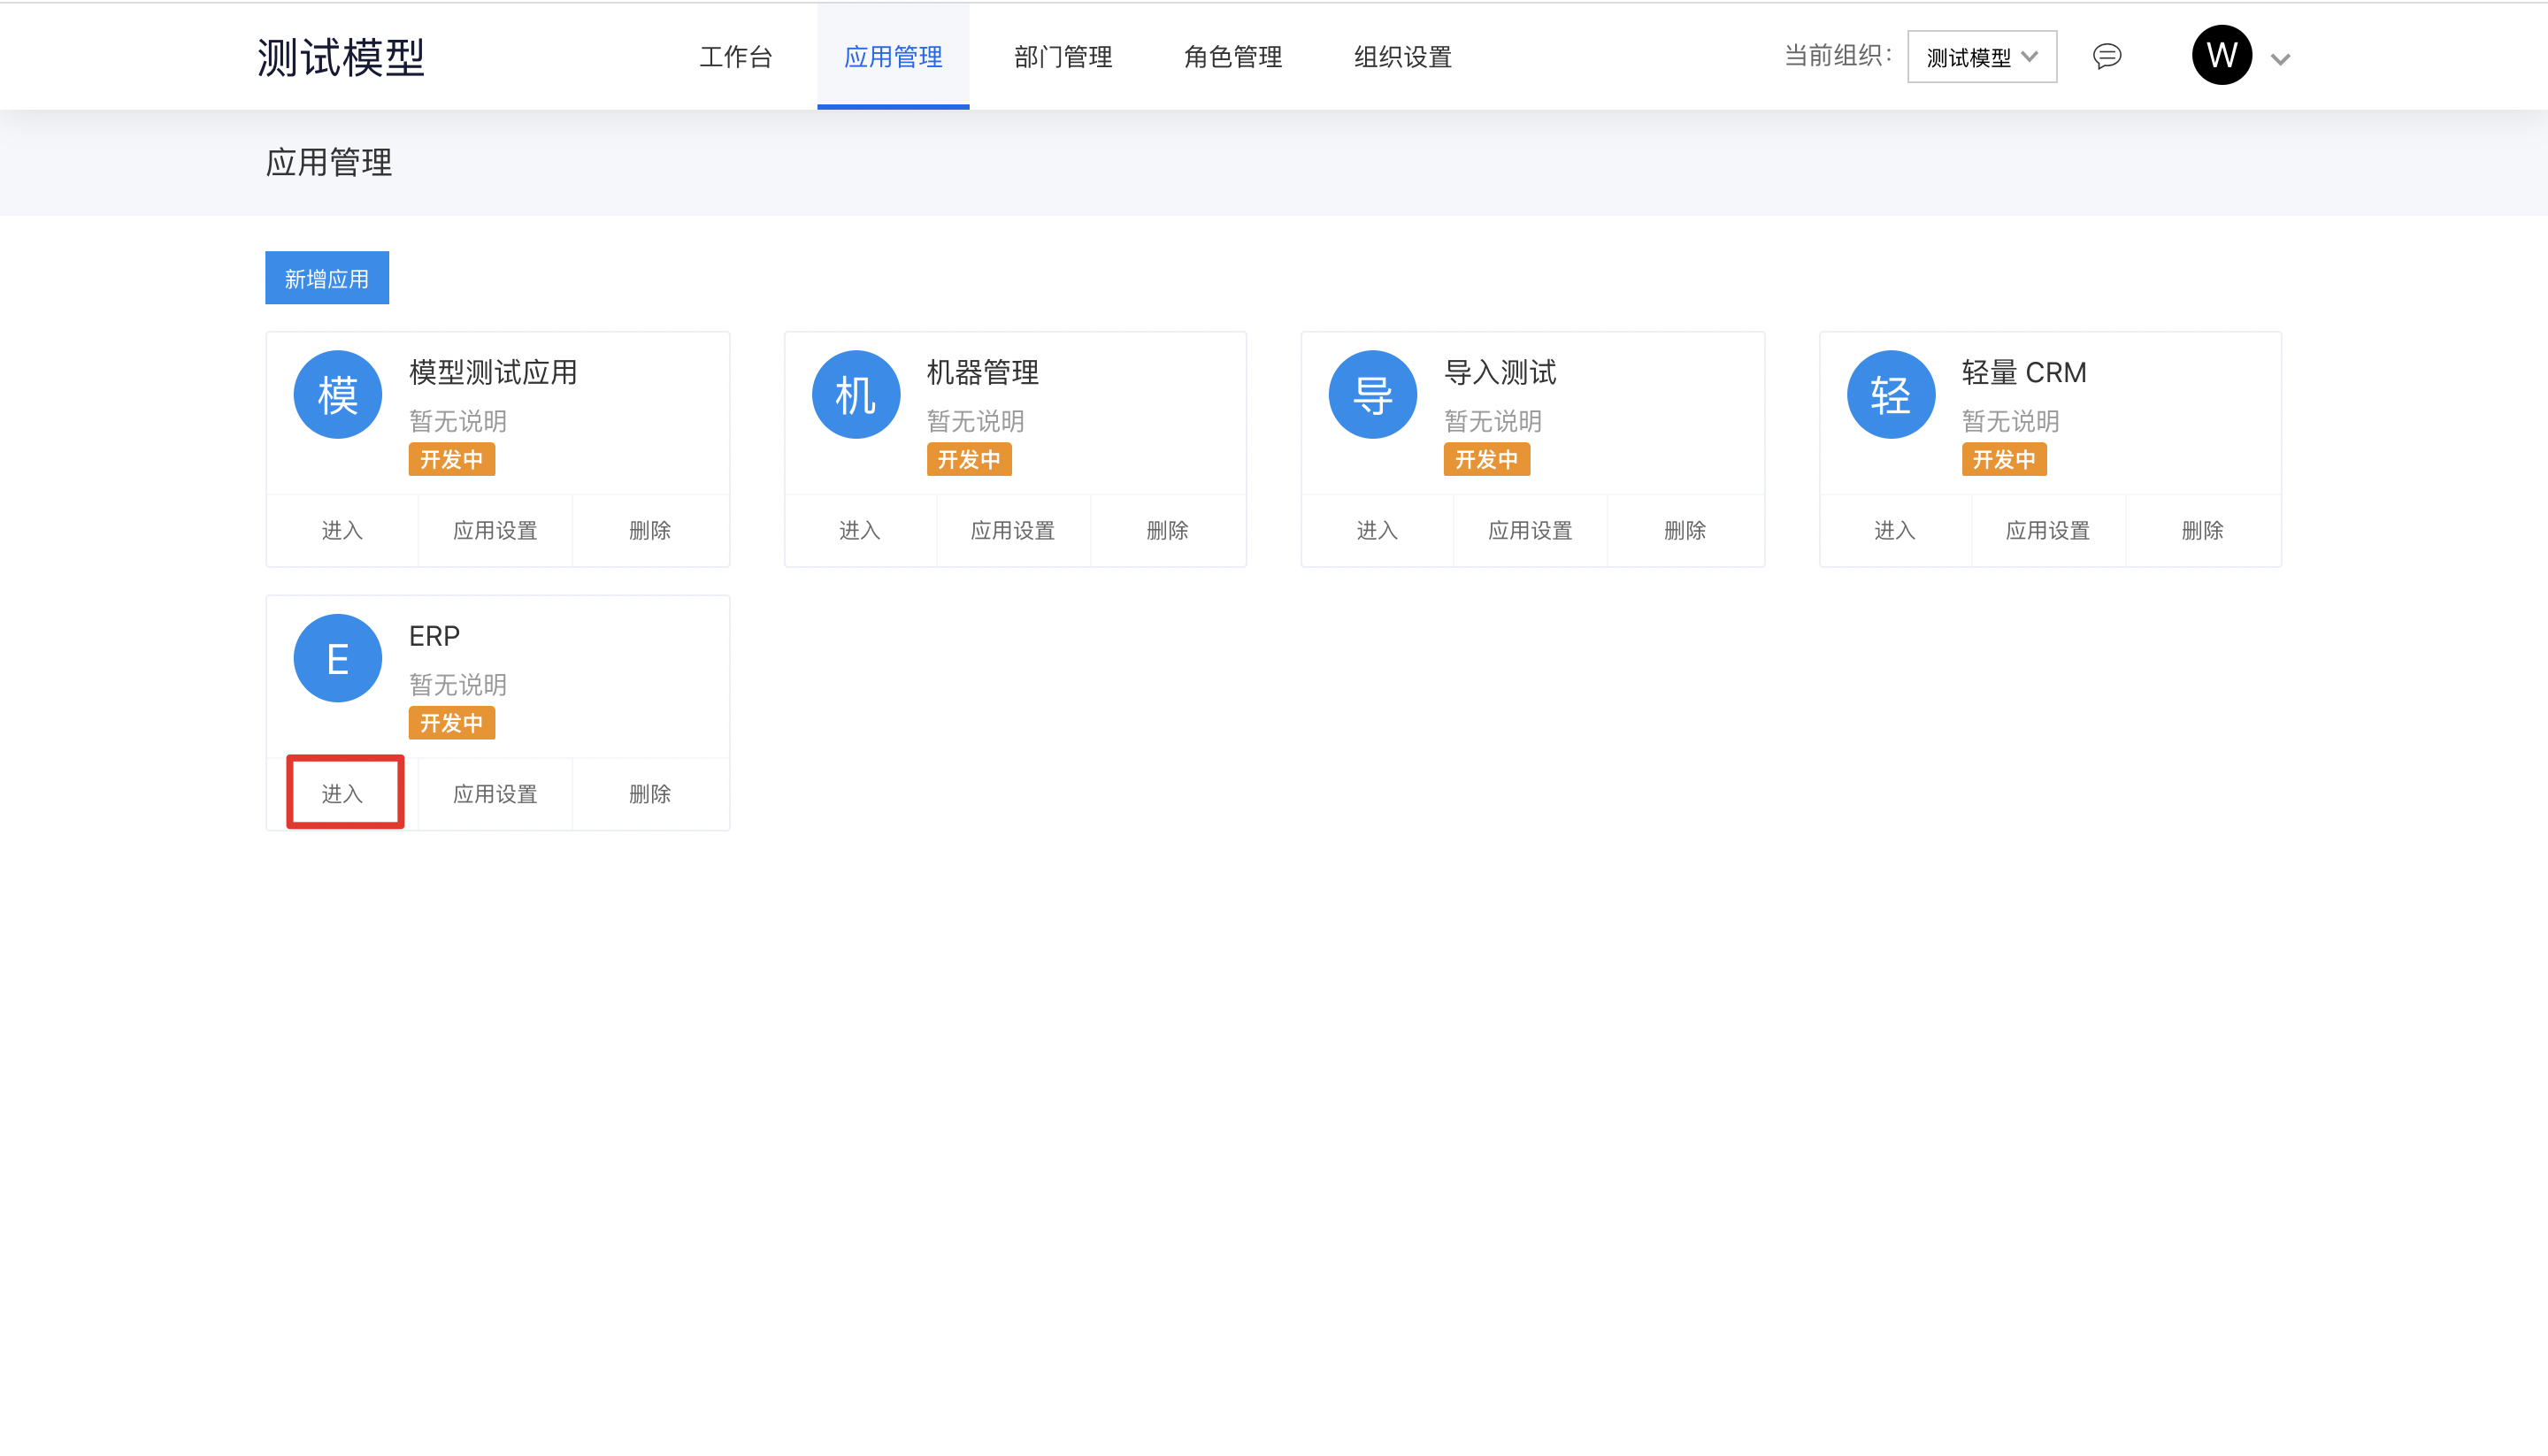 测试模型 工作台 应用管理 部门管理 角色管理 组织设置 当前组织: 测试模型 W
应用管理
新增应用
模 模型测试应用 机 机器管理 导 导入测试 轻 轻量 CRM
暂无说明 暂无说明 暂无说明 暂无说明
开发中 开发中 开发中 开发中
进入 应用设置 删除 进入 应用设置 删除 进入 应用设置 删除 进入 应用设置 删除
E ERP
暂无说明
开发中
进入 应用设置 删除